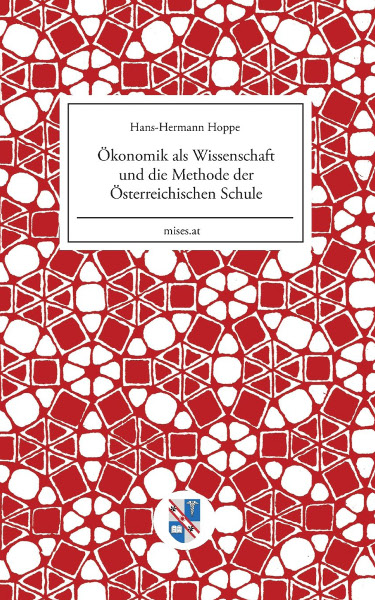 Hans-Hermann Hoppe
Ökonomik als Wissenschaft
und die Methode der
Österreichischen Schule
mises.at